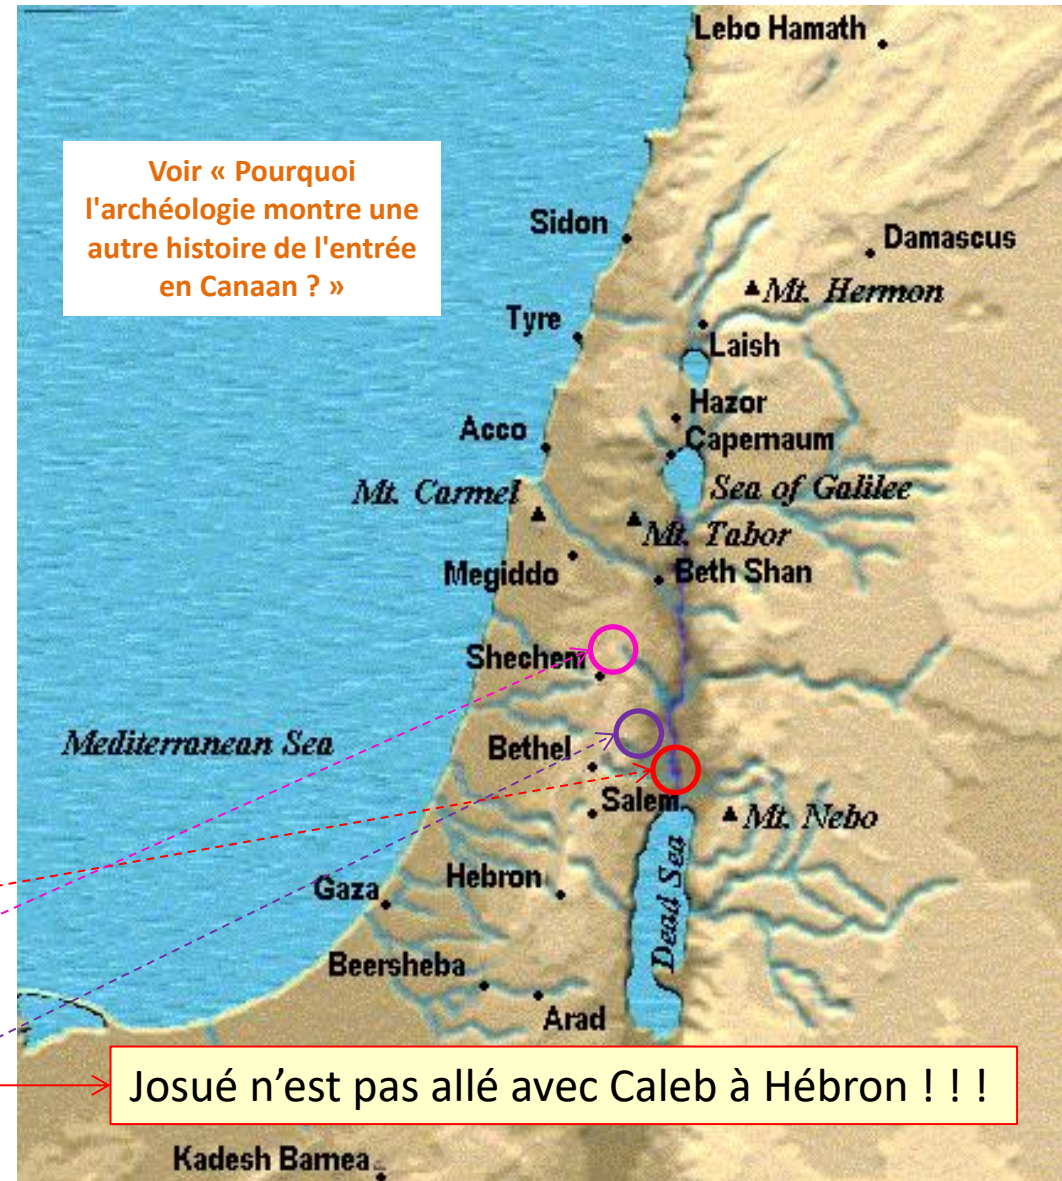 Lebo Hamath
Voir « Pourquoi
l'archéologie montre une
autre histoire de l'entrée
en Canaan ? »
Sidon
Damascus
Mt. Hermon
Tyre
Laish
Hazor
Acco
Capernaum
Mt. Carmel
Sea of Galilee
Mt. Tabor
Megiddo
Beth Shan
Shechem
Mediterranean Sea
Bethel
Salem
Mt. Nebo
Hebron
Gaza
Dead Sea
Beersheba
Arad
Josué n’est pas allé avec Caleb à Hébron ! ! !
Kadesh Barnea